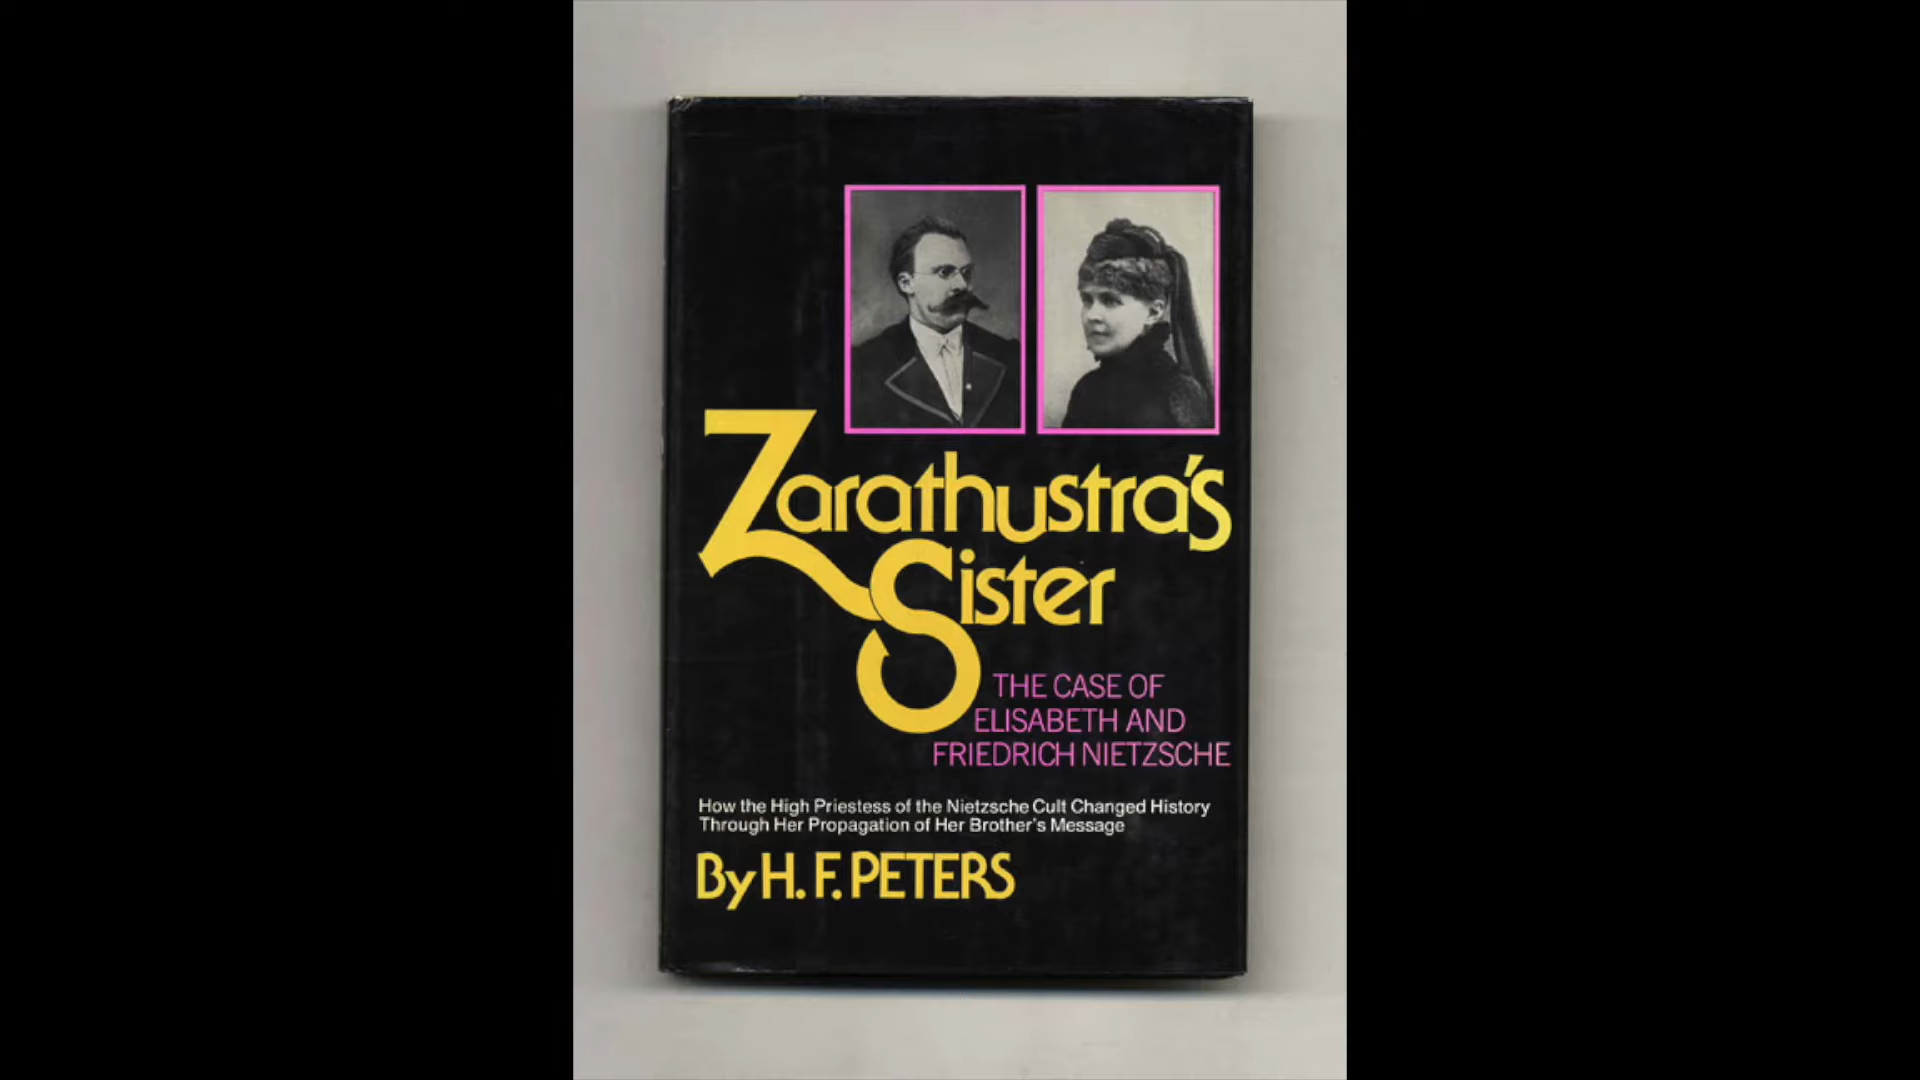 Zarathustra's
Sister
THE CASE OF
ELISABETH AND
FRIEDRICH NIETZSCHE
How the High Priestess of the Nietzsche Cult Changed History
Through Her Propagation of Her Brother's Message
By H. F. PETERS